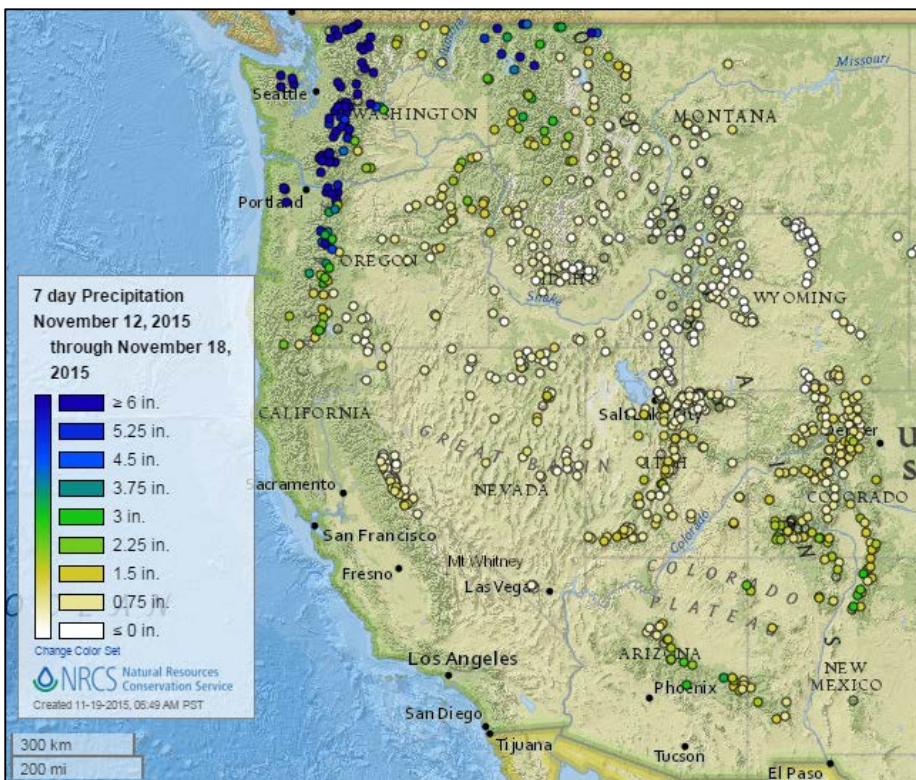 Seattle
WASHINGTON
Missouri
MONTANA
Portland
OREGON
Snake
WYOMING
7 day Precipitation
November 12, 2015
through November 18,
2015
≥ 6 in.
5.25 in.
4.5 in.
3.75 in.
3 in.
2.25 in.
1.5 in.
0.75 in.
≤ 0 in.
Change Color Set
NRCS Natural Resources
Conservation Service
Created 11-19-2015, 05:49 AM PST
CALIFORNIA
Salt Lake City
GREAT BASIN
UTAH
NEVADA
COLORADO
Sacramento
San Francisco
Colorado
Mt Whitney
Fresno
Las Vegas
COLORADO
PLATEAU
ARIZONA
NEW
MEXICO
Los Angeles
Phoenix
San Diego
Tijuana
Tucson
El Paso
300 km
200 mi